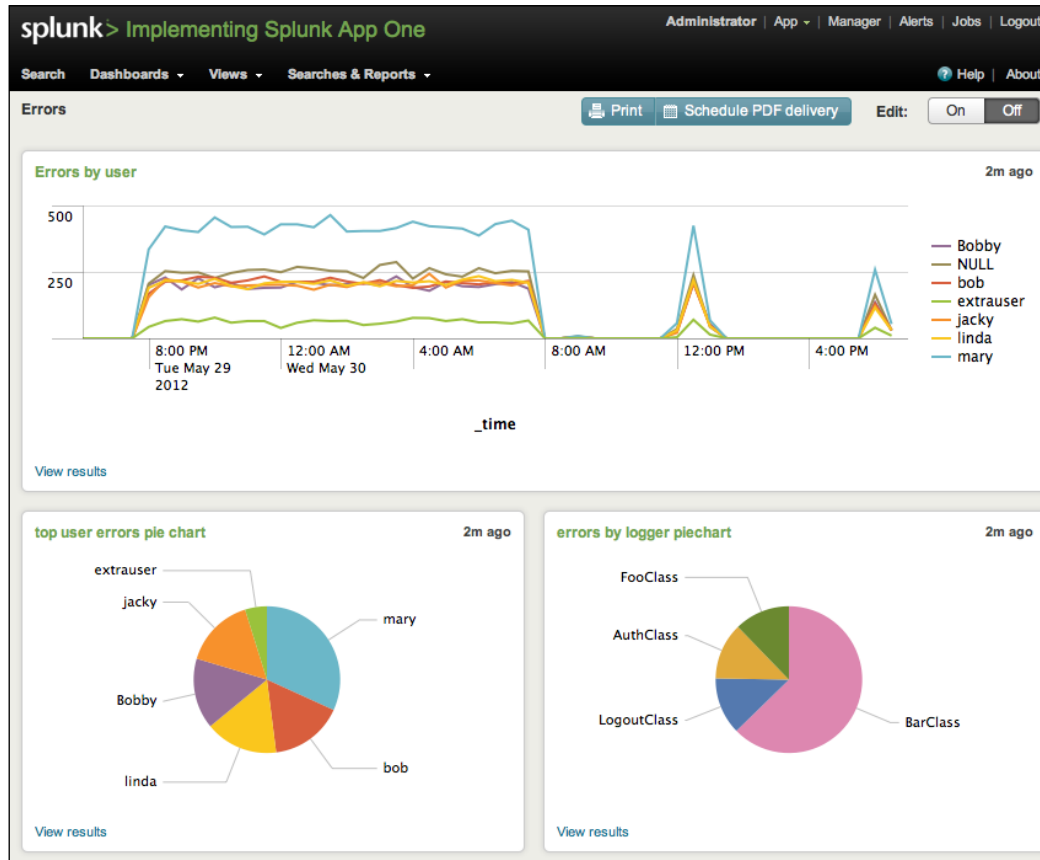 splunk> Implementing Splunk App One
Administrator | App | Manager | Alerts | Jobs | Logout
Search Dashboards Views Searches & Reports
? Help | About
Errors
Print Schedule PDF delivery Edit: On Off
Errors by user 2m ago
500
250
8:00 PM 12:00 AM 4:00 AM 8:00 AM 12:00 PM 4:00 PM
Tue May 29 Wed May 30
2012
_time
Bobby
NULL
bob
extrauser
jacky
linda
mary
View results
top user errors pie chart 2m ago
extrauser
jacky
mary
Bobby
bob
linda
View results
errors by logger piechart 2m ago
FooClass
AuthClass
LogoutClass
BarClass
View results